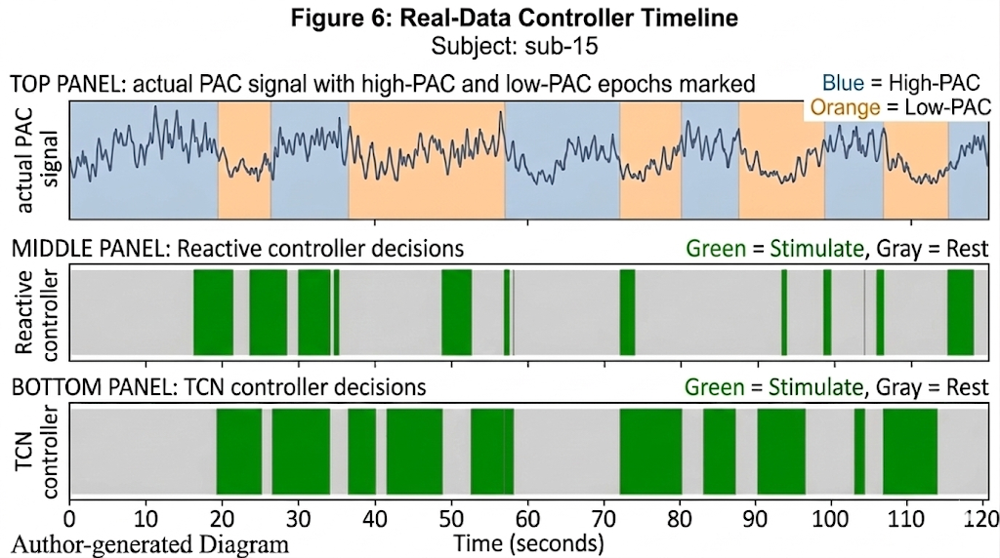 Figure 6: Real-Data Controller Timeline
Subject: sub-15
TOP PANEL: actual PAC signal with high-PAC and low-PAC epochs marked
Blue = High-PAC
Orange = Low-PAC
actual PAC
signal
MIDDLE PANEL: Reactive controller decisions
Green = Stimulate, Gray = Rest
Reactive
controller
BOTTOM PANEL: TCN controller decisions
Green = Stimulate, Gray = Rest
TCN
controller
0 10 20 30 40 50 60 70 80 90 100 110 120
Time (seconds)
Author-generated Diagram